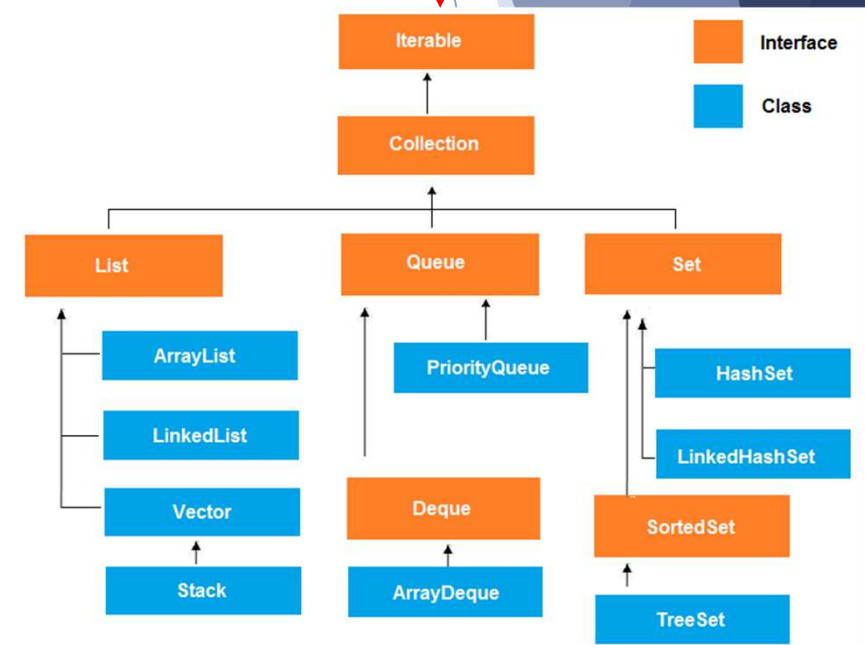 Iterable
Interface
Class
Collection
List
Queue
Set
ArrayList
PriorityQueue
HashSet
LinkedList
LinkedHashSet
Vector
Deque
SortedSet
Stack
ArrayDeque
TreeSet